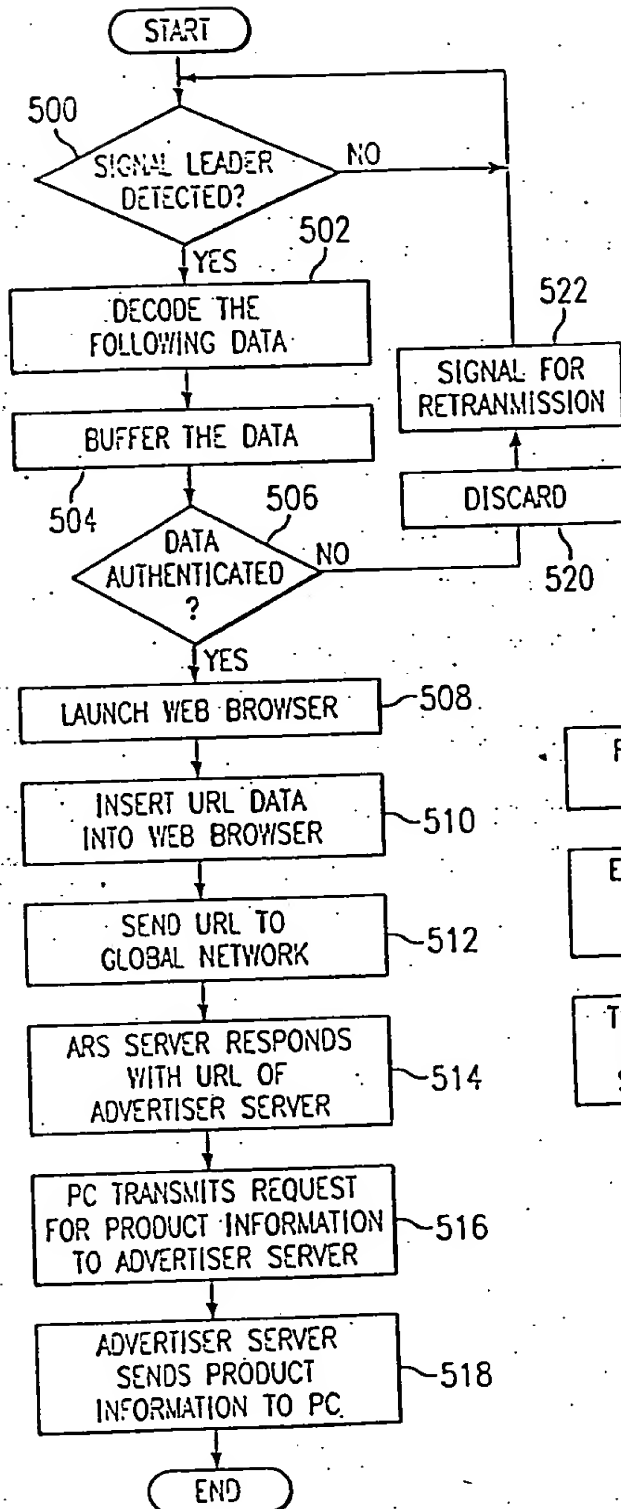 START
500
SIGNAL LEADER
DETECTED?
NO
YES
502
DECODE THE
FOLLOWING DATA
522
SIGNAL FOR
RETRANMISSION
BUFFER THE DATA
504
DISCARD
520
506
DATA
AUTHENTICATED
?
NO
YES
LAUNCH WEB BROWSER
508
INSERT URL DATA
INTO WEB BROWSER
510
SEND URL TO
GLOBAL NETWORK
512
ARS SERVER RESPONDS
WITH URL OF
ADVERTISER SERVER
514
PC TRANSMITS REQUEST
FOR PRODUCT INFORMATION
TO ADVERTISER SERVER
516
ADVERTISER SERVER
SENDS PRODUCT
INFORMATION TO PC.
518
END
E
T